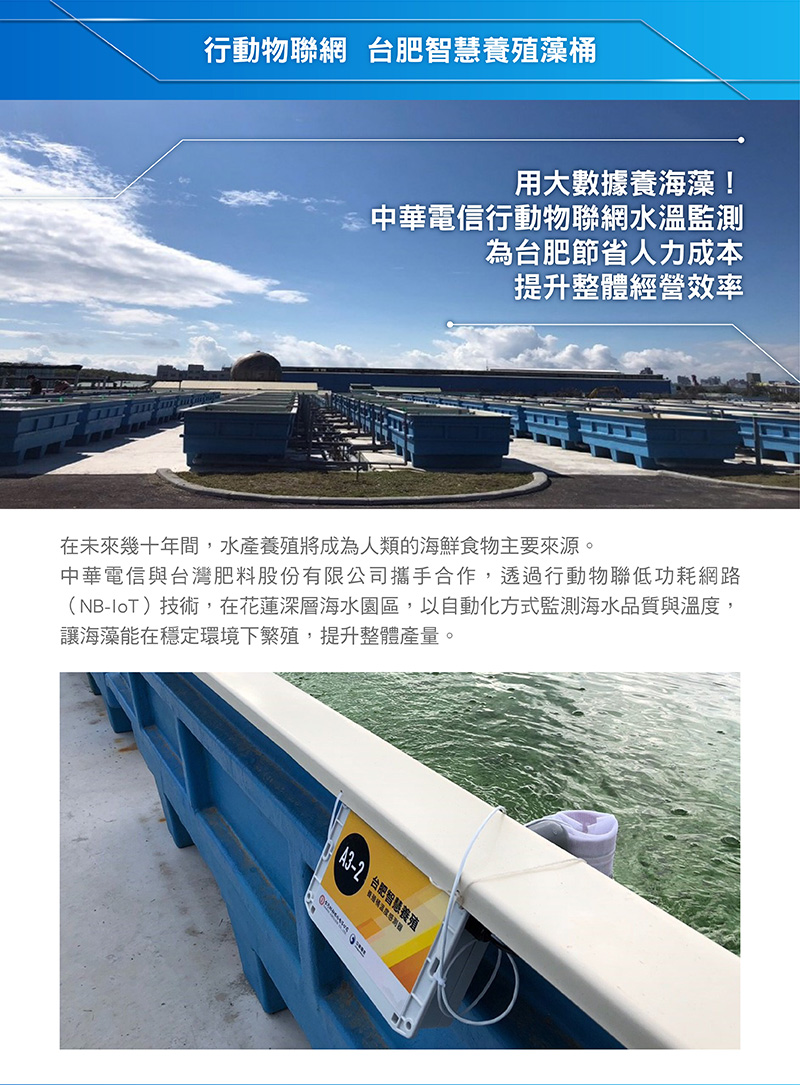 行動物聯網 台肥智慧養殖藻桶
用大數據養海藻！
中華電信行動物聯網水溫監測
為台肥節省人力成本
提升整體經營效率
在未來幾十年間，水產養殖將成為人類的海鮮食物主要來源。
中華電信與台灣肥料股份有限公司攜手合作，透過行動物聯低功耗網路
（NB-IoT）技術，在花蓮深層海水園區，以自動化方式監測海水品質與溫度，
讓海藻能在穩定環境下繁殖，提升整體產量。
A3-2
台肥智慧養殖